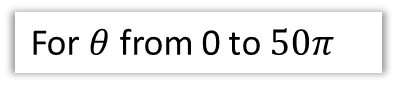 For 𝜃 from 0 to 50𝜋